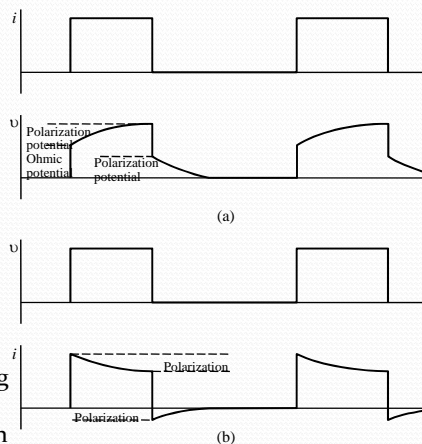 i
υ
Polarization
potential
Ohmic
potential
Polarization
potential
(a)
υ
i
Polarization
g
Polarization
n
(b)